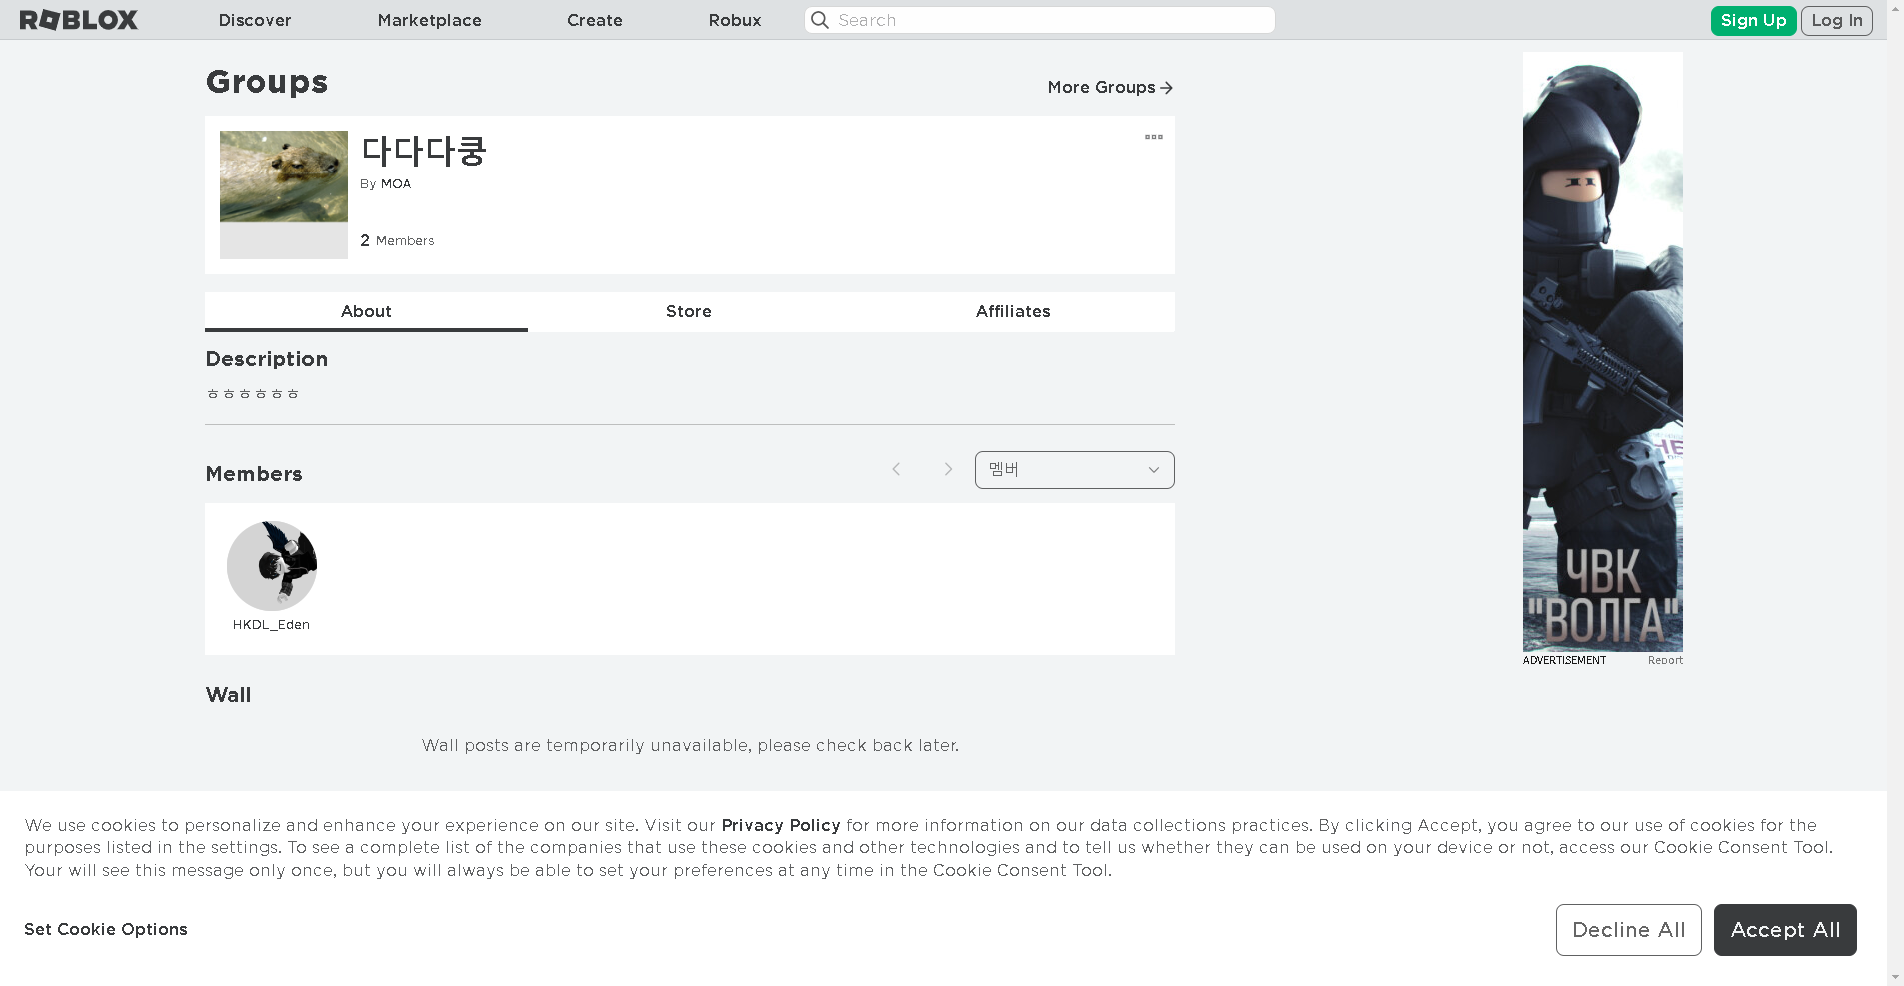 ROBLOX
Discover
Marketplace
Create
Robux
Search
Sign Up
Log In
Groups
More Groups
다다다쿵
By MOA
2 Members
About
Store
Affiliates
Description
ㅎㅎㅎㅎㅎㅎ
Members
멤버
HKDL_Eden
Wall
Wall posts are temporarily unavailable, please check back later.
ЧВК
"ВОЛГА"
ADVERTISEMENT
Report
We use cookies to personalize and enhance your experience on our site. Visit our Privacy Policy for more information on our data collections practices. By clicking Accept, you agree to our use of cookies for the
purposes listed in the settings. To see a complete list of the companies that use these cookies and other technologies and to tell us whether they can be used on your device or not, access our Cookie Consent Tool.
Your will see this message only once, but you will always be able to set your preferences at any time in the Cookie Consent Tool.
Set Cookie Options
Decline All
Accept All